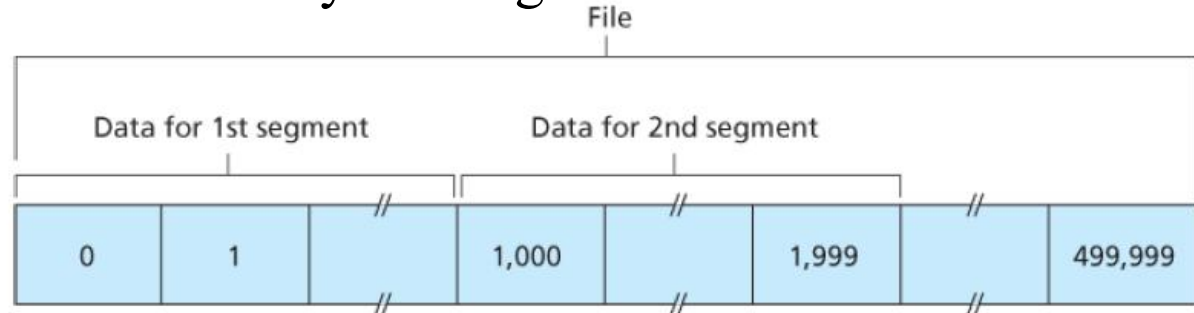 File
Data for 1st segment Data for 2nd segment
0 1 1,000 1,999 499,999